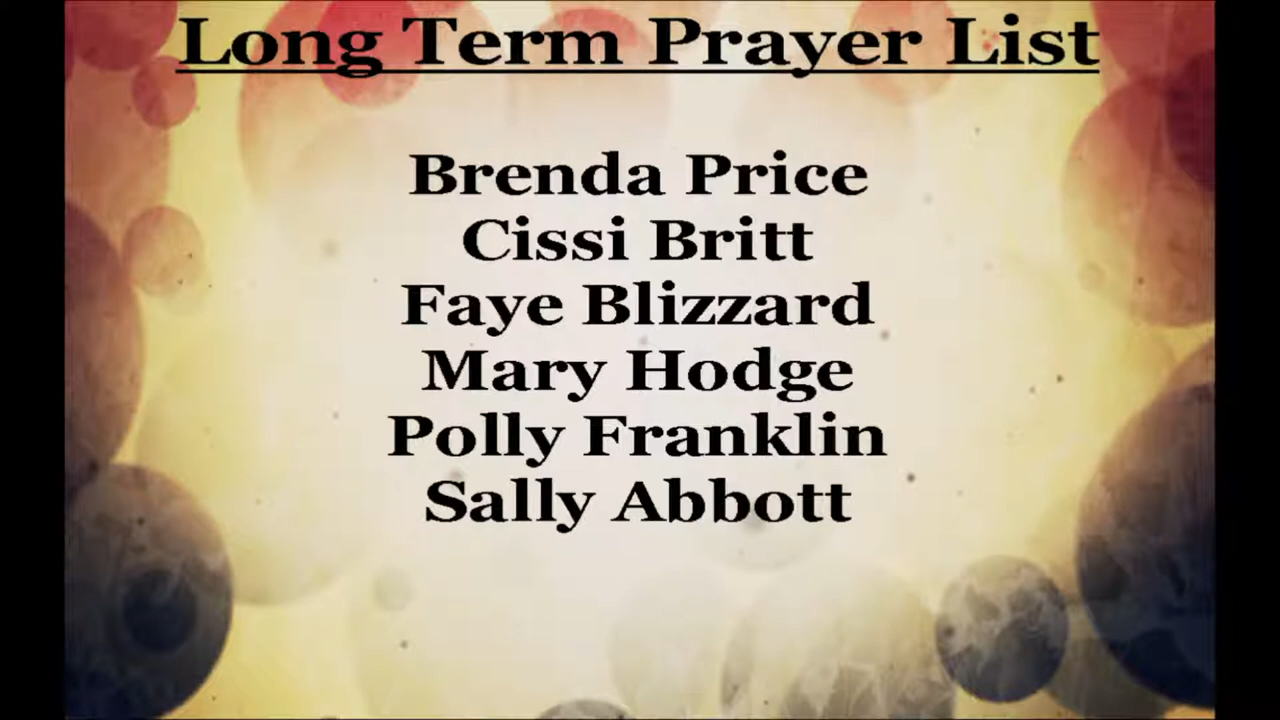 Long Term Prayer List
Brenda Price
Cissi Britt
Faye Blizzard
Mary Hodge
Polly Franklin
Sally Abbott